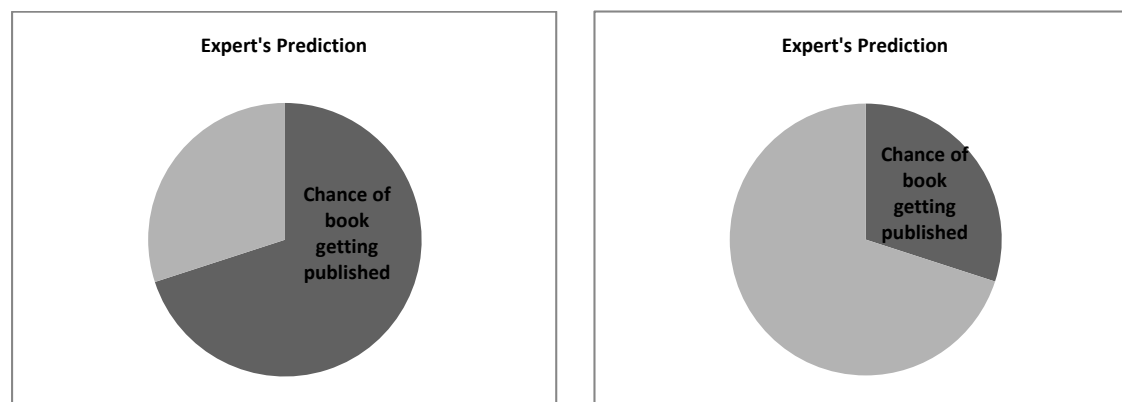 Expert's Prediction
Chance of
book
getting
published
Expert's Prediction
Chance of
book
getting
published